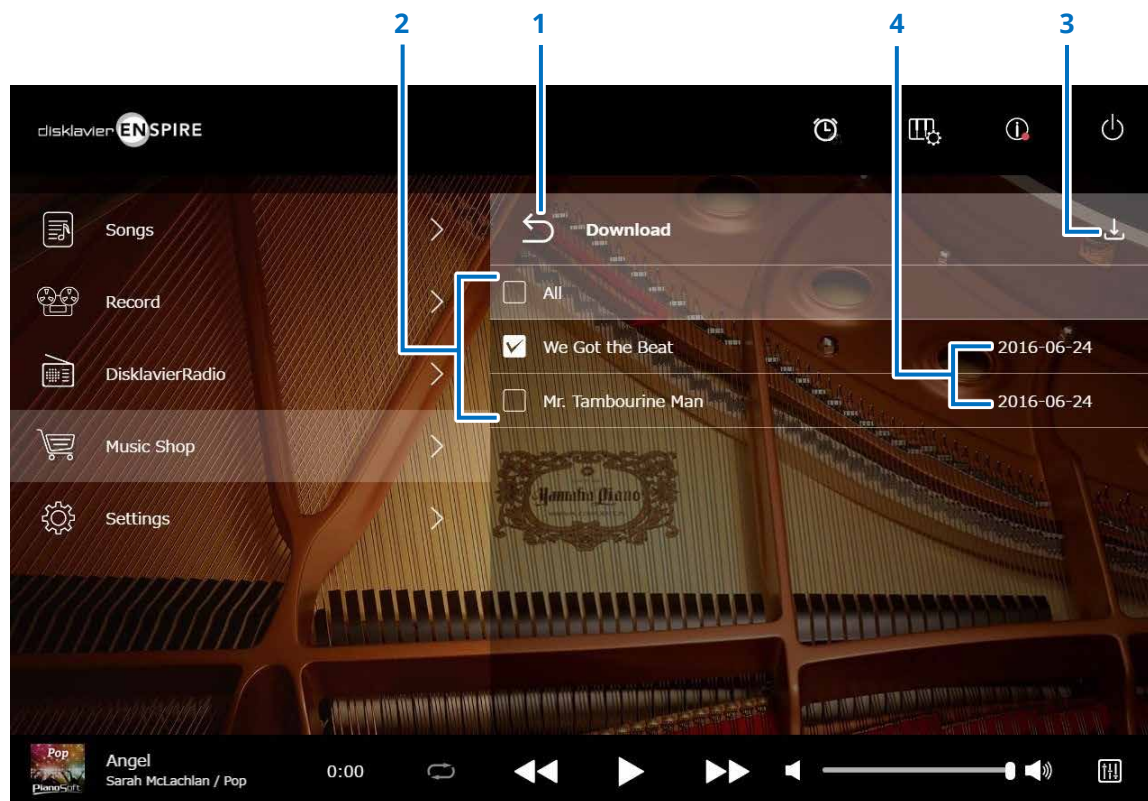 2
1
4
3
disklavier ENSPIRE
Songs
Record
DisklavierRadio
Music Shop
Settings
Download
All
We Got the Beat 2016-06-24
Mr. Tambourine Man 2016-06-24
Yamaha Piano
Pop
PianoSoft
Angel
Sarah McLachlan / Pop
0:00